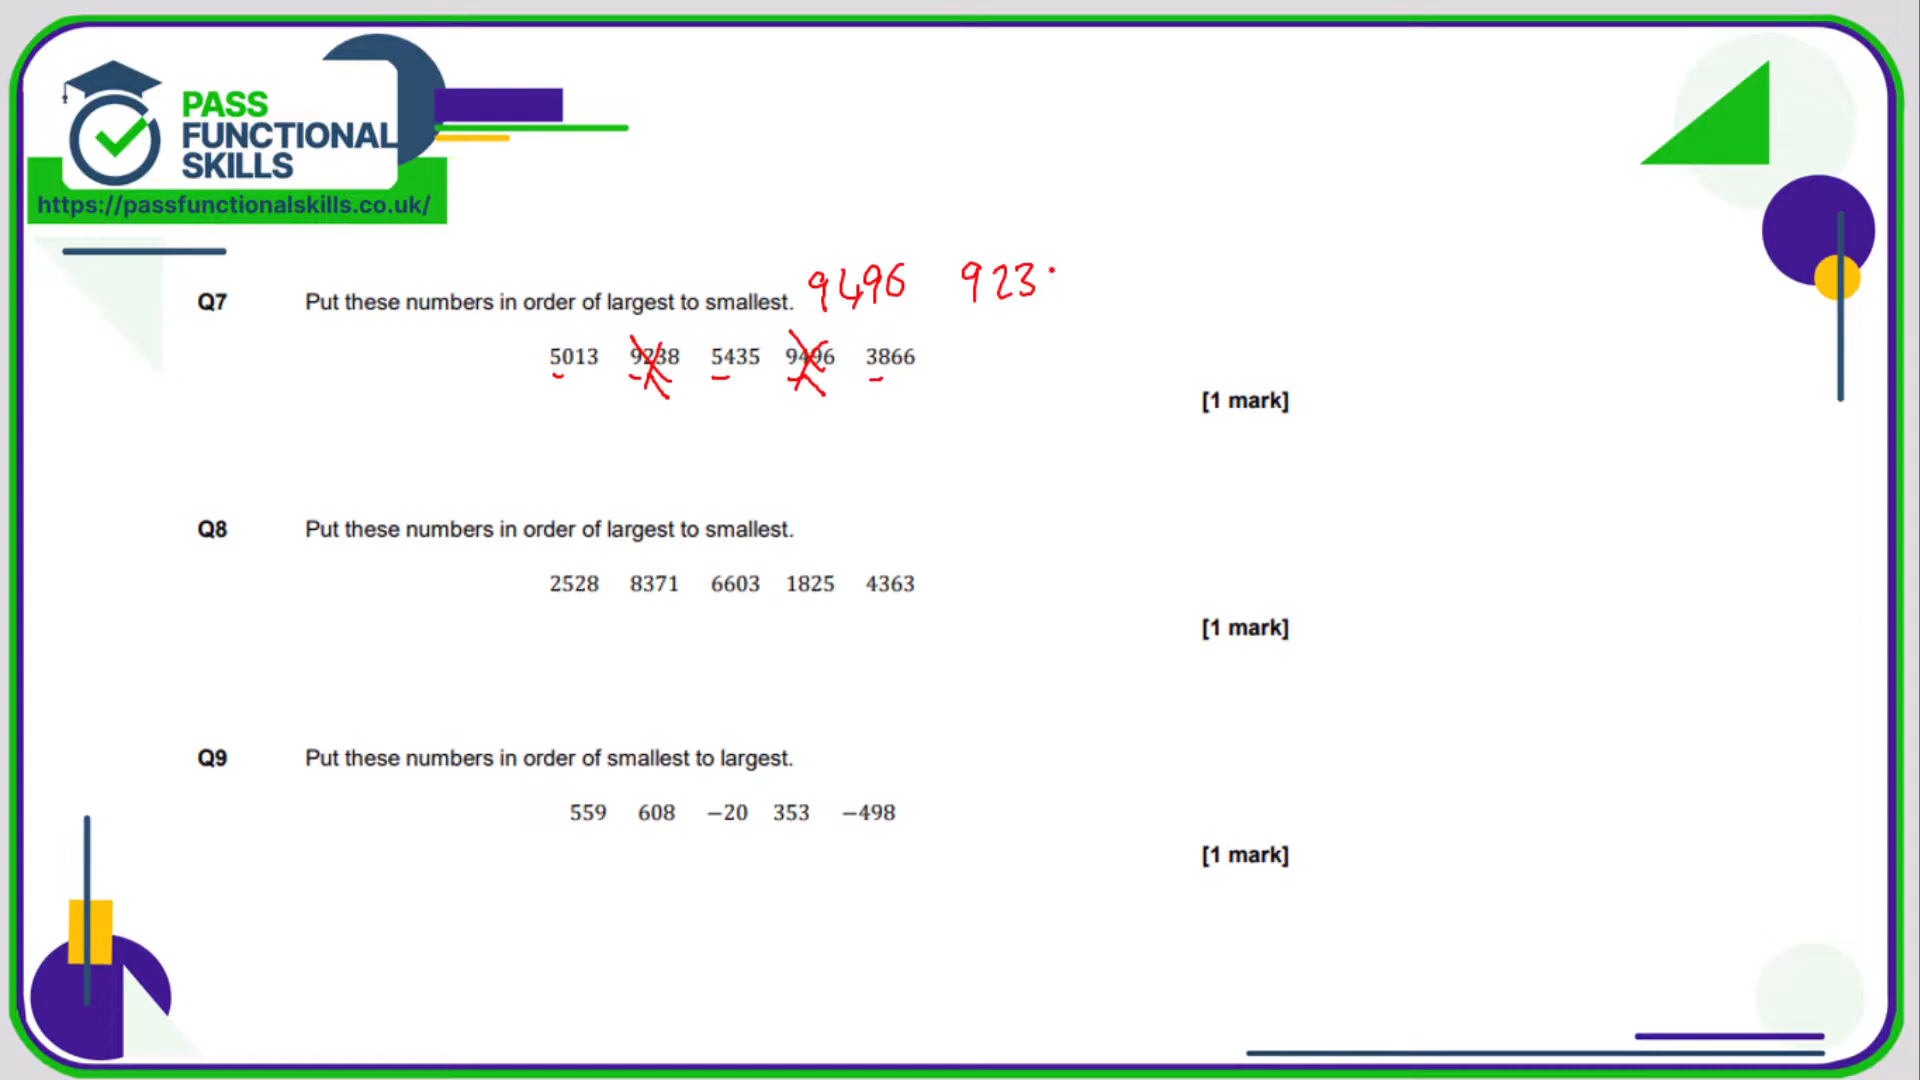 PASS
FUNCTIONAL
SKILLS
https://passfunctionalskills.co.uk/
9496 923
Q7 Put these numbers in order of largest to smallest.
5013 9238 5435 9496 3866
[1 mark]
Q8 Put these numbers in order of largest to smallest.
2528 8371 6603 1825 4363
[1 mark]
Q9 Put these numbers in order of smallest to largest.
559 608 −20 353 −498
[1 mark]